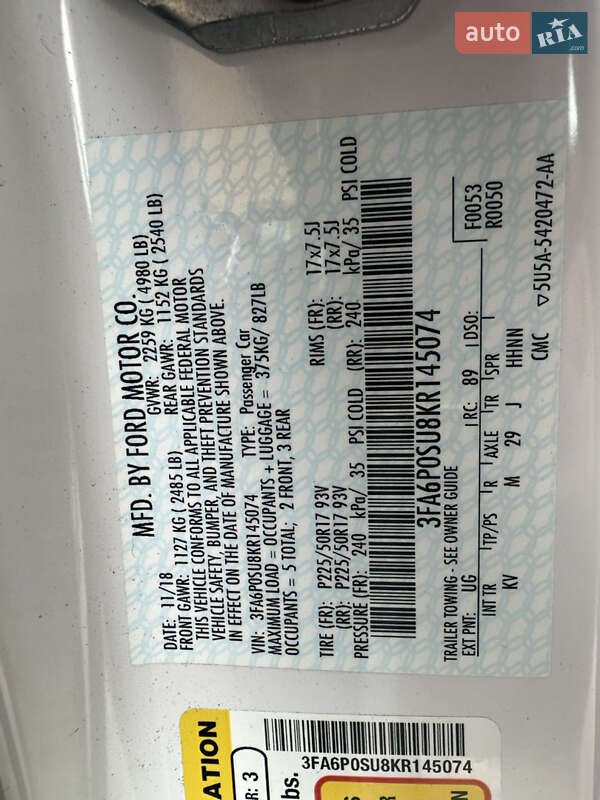 auto RIA.com
MFD. BY FORD MOTOR CO.
DATE: 11/18 GVWR: 2259 KG ( 4980 LB)
FRONT GAWR: 1127 KG ( 2485 LB) REAR GAWR: 1152 KG ( 2540 LB)
THIS VEHICLE CONFORMS TO ALL APPLICABLE FEDERAL MOTOR
VEHICLE SAFETY, BUMPER, AND THEFT PREVENTION STANDARDS
IN EFFECT ON THE DATE OF MANUFACTURE SHOWN ABOVE.
VIN: 3FA6P0SU8KR145074 TYPE: Passenger Car
MAXIMUM LOAD = OCCUPANTS + LUGGAGE = 375KG/ 827LB
OCCUPANTS = 5 TOTAL; 2 FRONT, 3 REAR
TIRE (FR): P225/50R17 93V RIMS (FR): 17x7.5J
(RR): P225/50R17 93V (RR): 17x7.5J
PRESSURE (FR): 240 kPa/ 35 PSI COLD (RR): 240 kPa/ 35 PSI COLD
3FA6P0SU8KR145074
TRAILER TOWING - SEE OWNER GUIDE F0053
EXT PNT: UG RC: 89 DSO: R0050
INT TR TP/PS R AXLE TR SPR
KV M 29 J HHNN
CMC ▽5U5A-5420472-AA
3FA6P0SU8KR145074
ATION
R: 3
lbs.